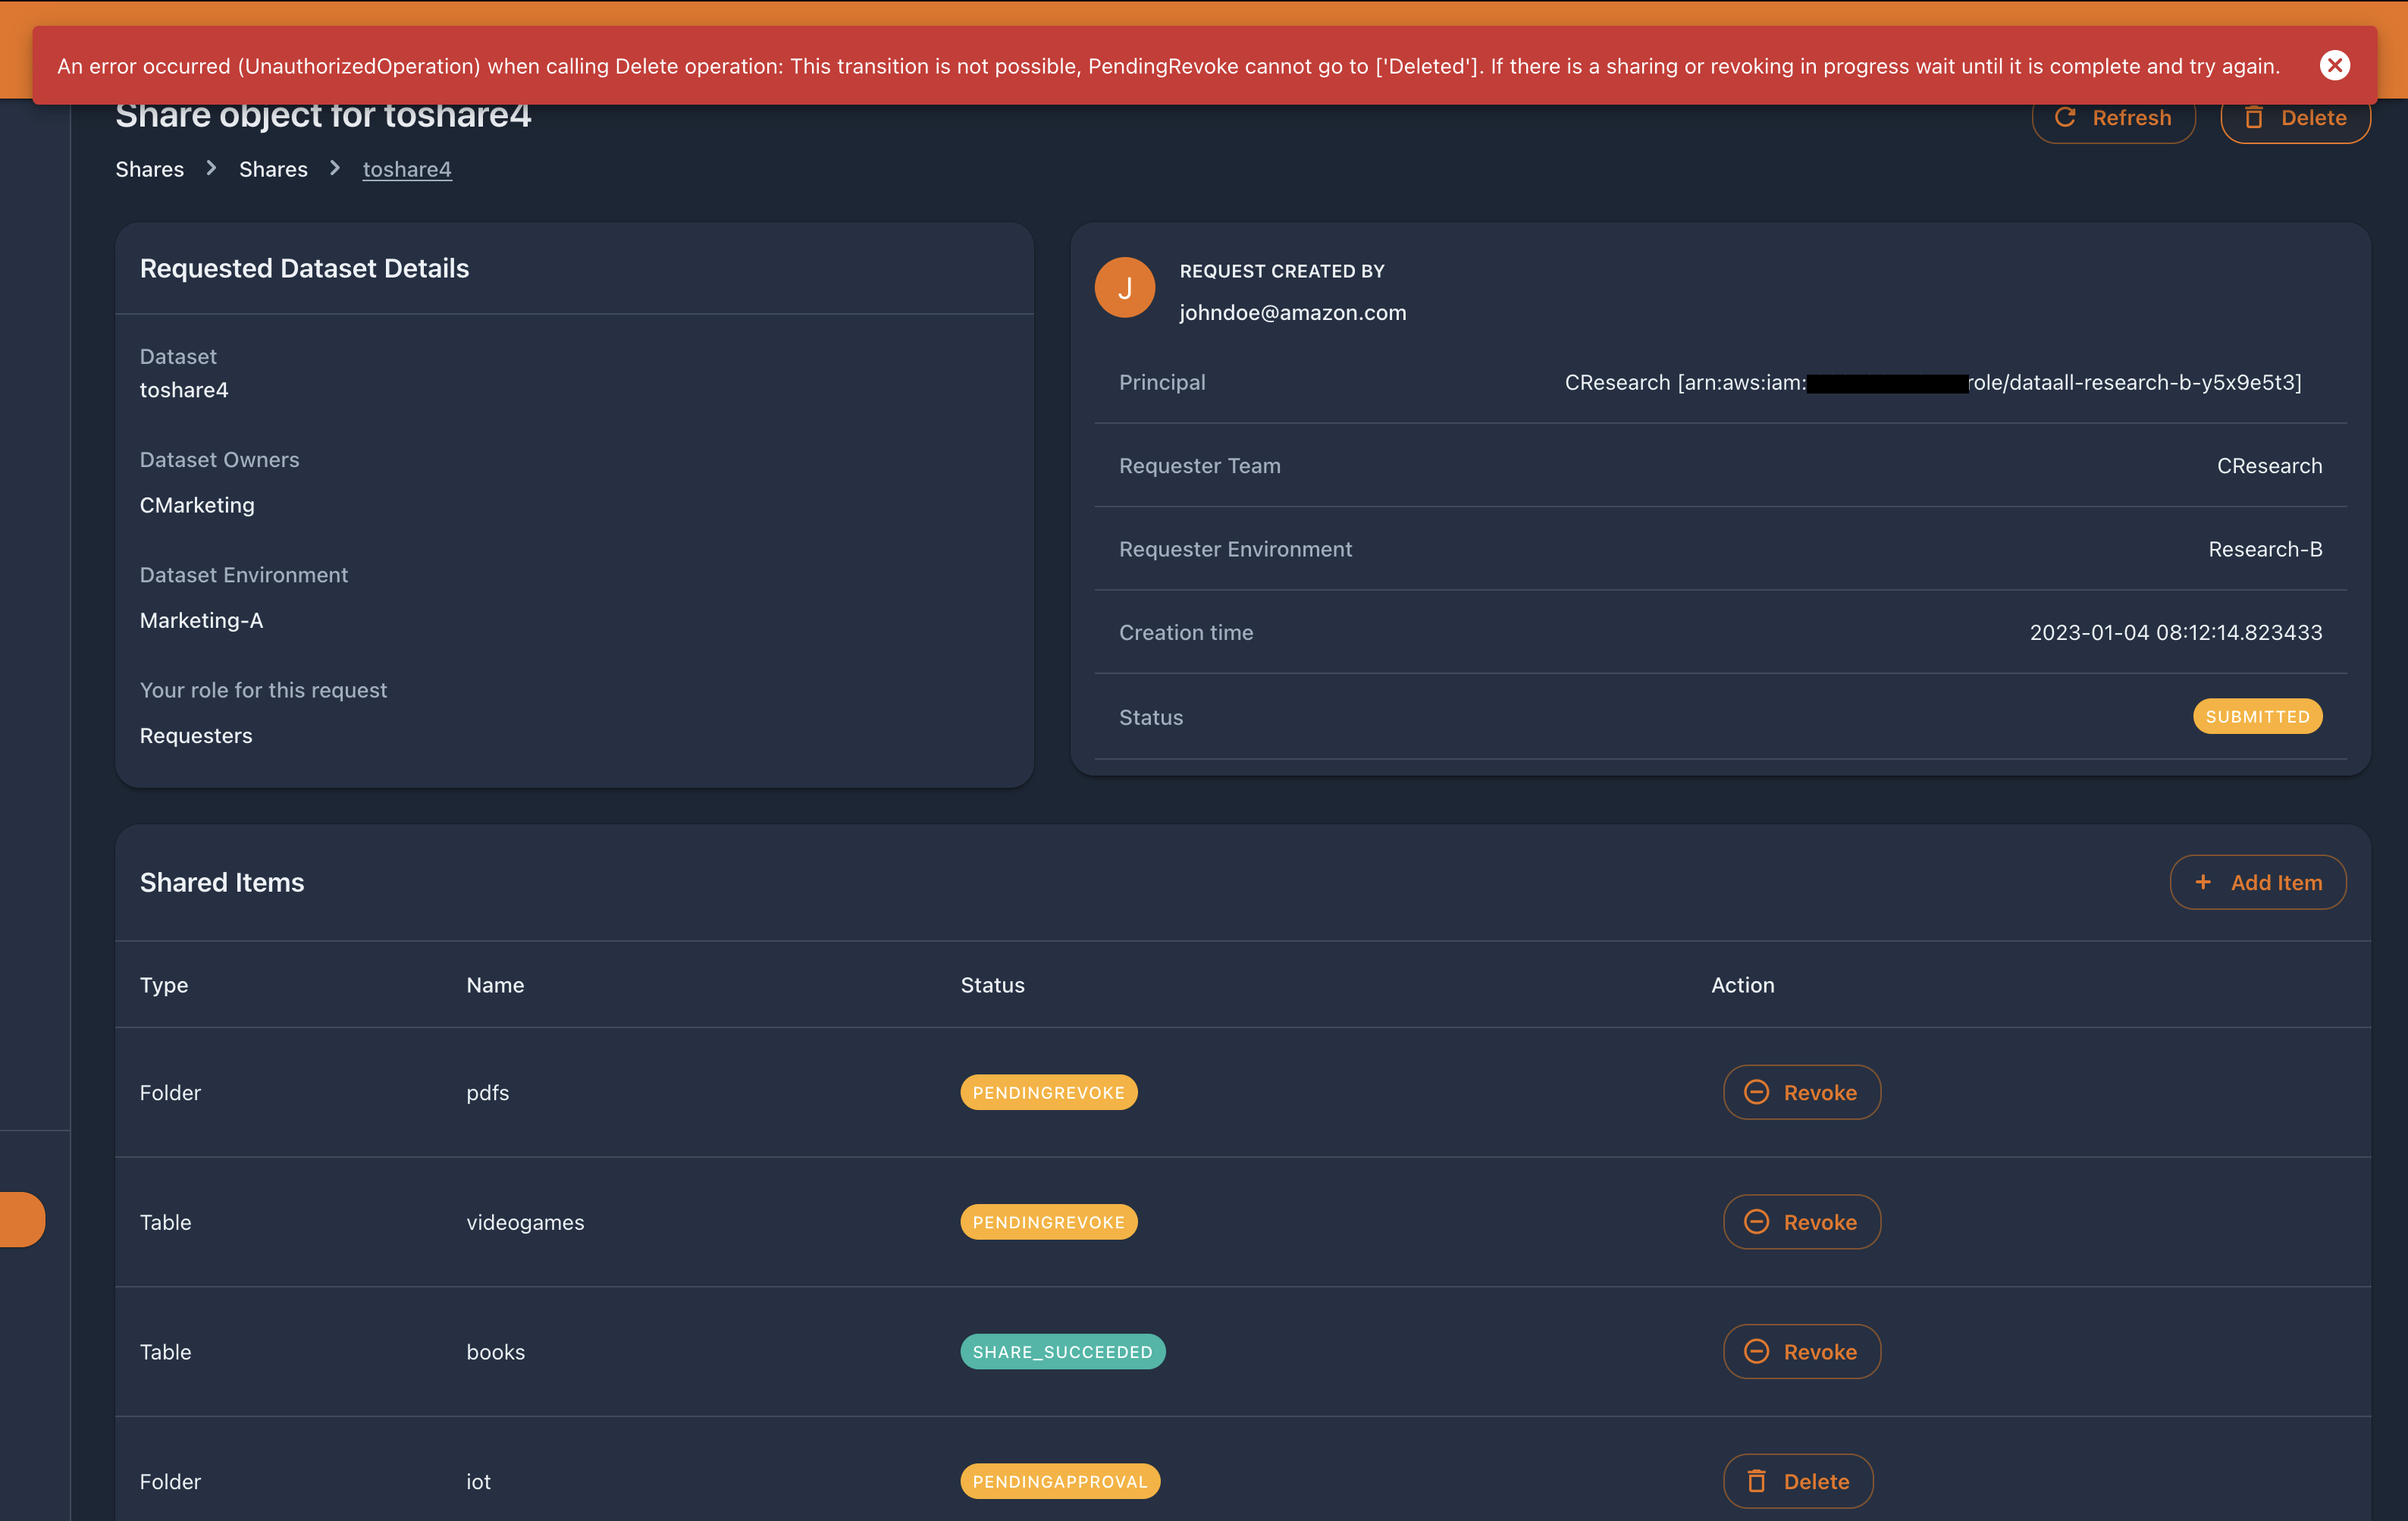 An error occurred (UnauthorizedOperation) when calling Delete operation: This transition is not possible, PendingRevoke cannot go to ['Deleted']. If there is a sharing or revoking in progress wait until it is complete and try again.
Share object for toshare4
Refresh
Delete
Shares > Shares > toshare4
Requested Dataset Details
Dataset
toshare4
Dataset Owners
CMarketing
Dataset Environment
Marketing-A
Your role for this request
Requesters
J
REQUEST CREATED BY
johndoe@amazon.com
Principal CResearch [arn:aws:iam: role/dataall-research-b-y5x9e5t3]
Requester Team CResearch
Requester Environment Research-B
Creation time 2023-01-04 08:12:14.823433
Status SUBMITTED
Shared Items
+ Add Item
Type Name Status Action
Folder pdfs PENDINGREVOKE Revoke
Table videogames PENDINGREVOKE Revoke
Table books SHARE_SUCCEEDED Revoke
Folder iot PENDINGAPPROVAL Delete